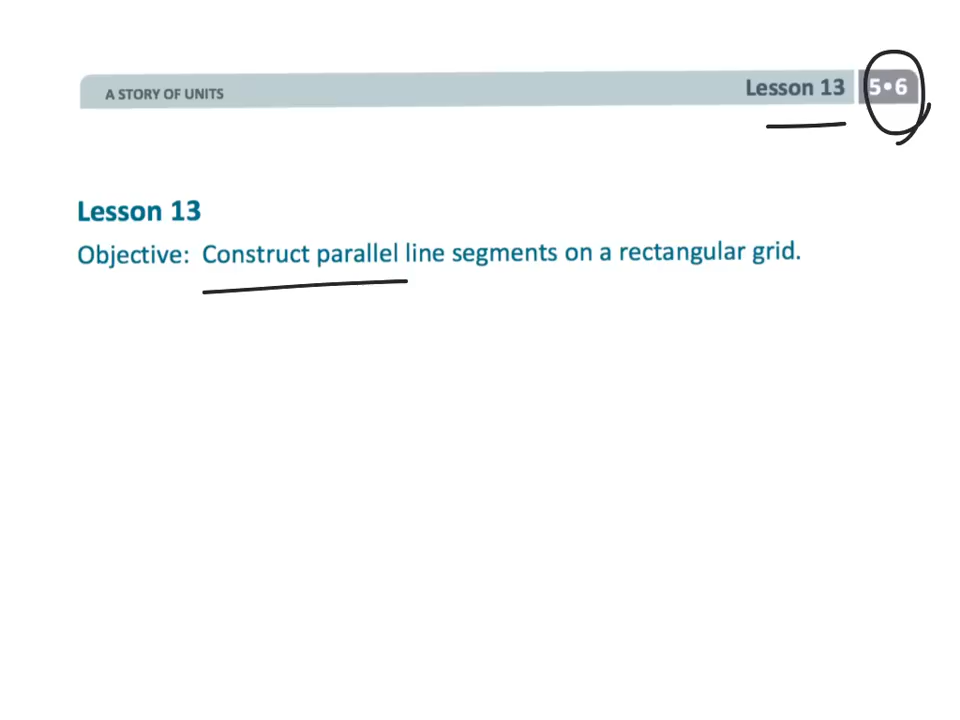 A STORY OF UNITS
Lesson 13
5•6
Lesson 13
Objective: Construct parallel line segments on a rectangular grid.